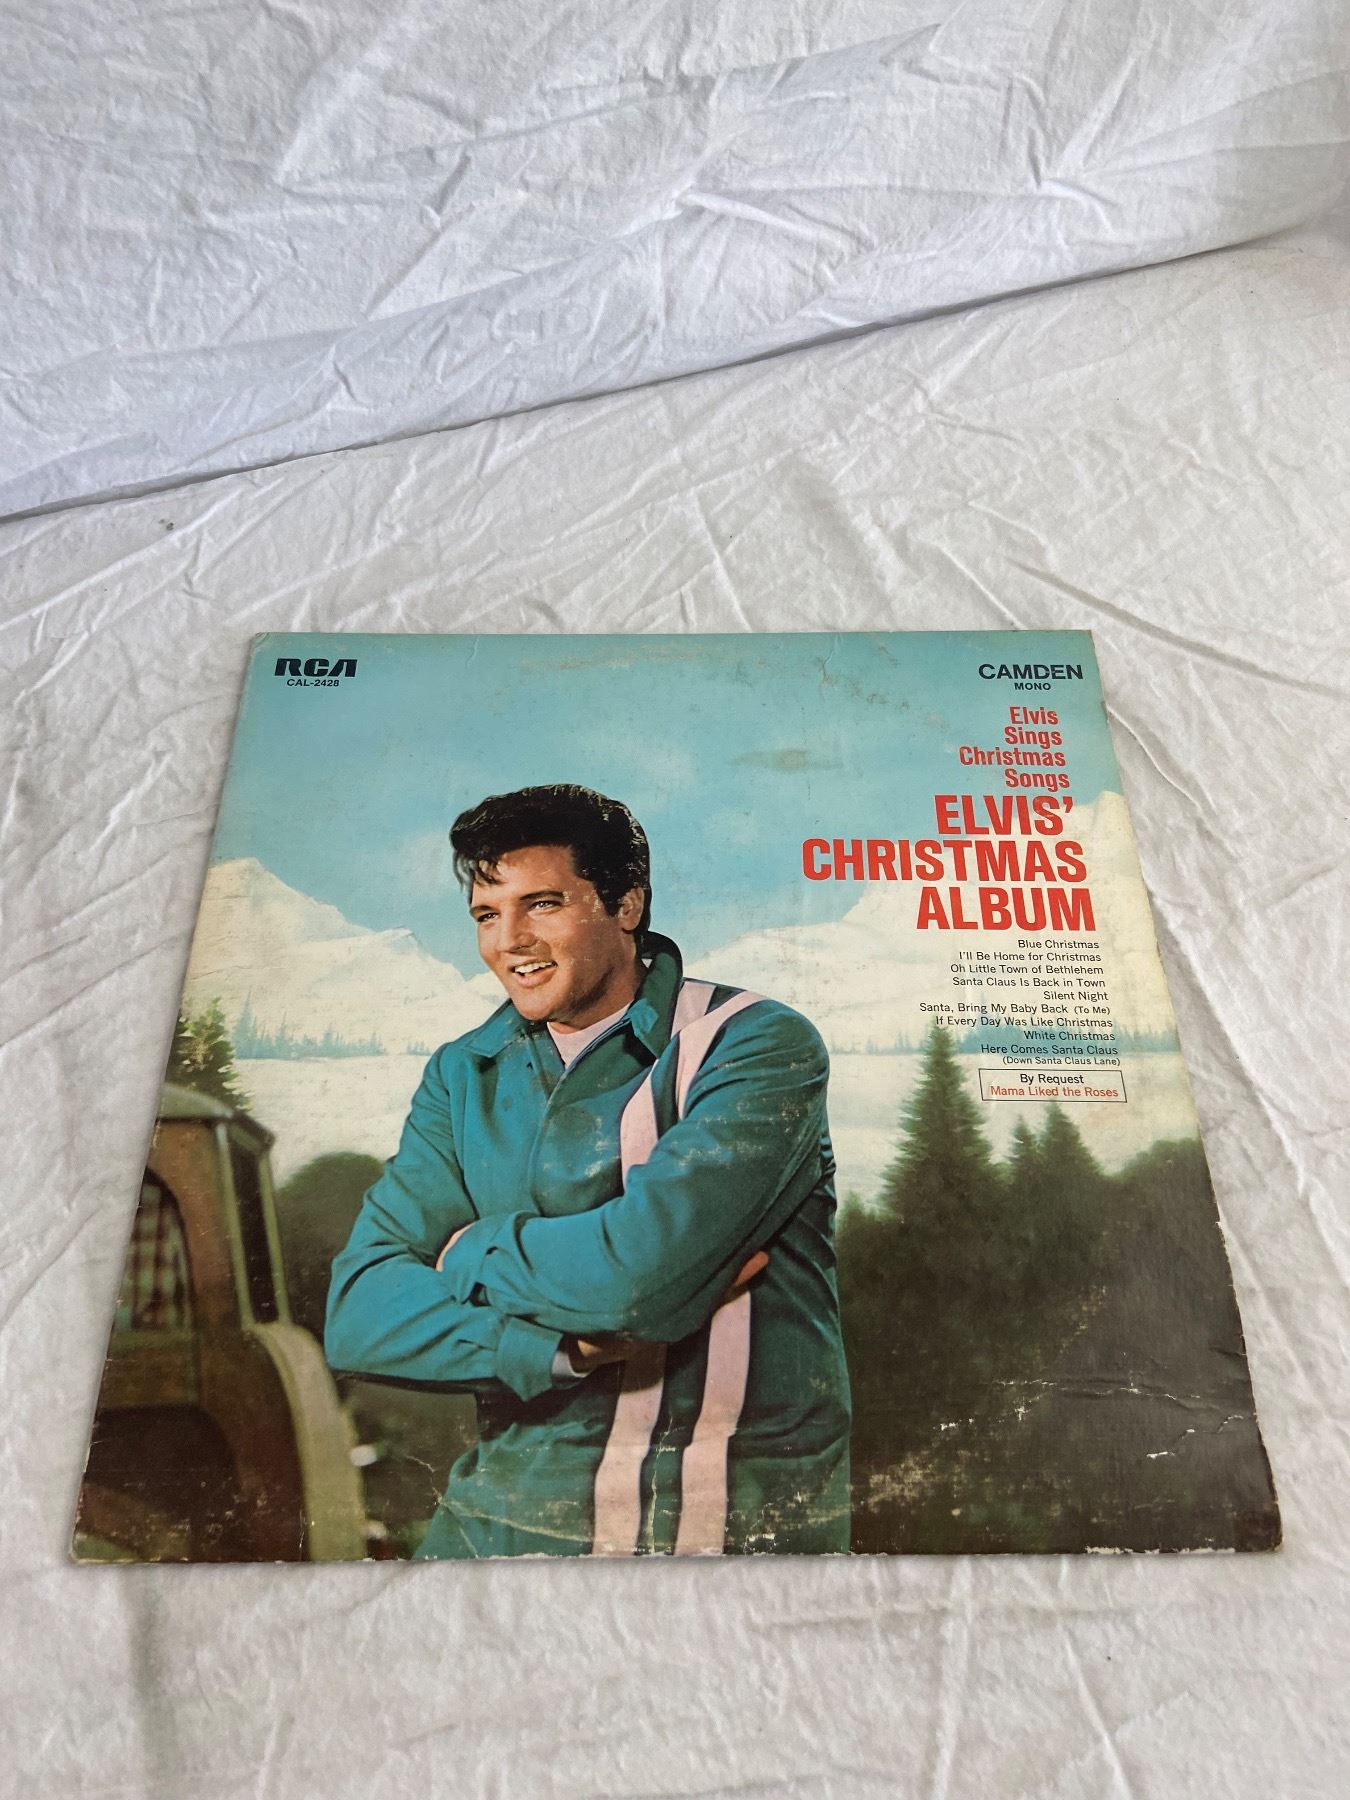 RCA
CAL-2428
CAMDEN
MONO
Elvis
Sings
Christmas
Songs
ELVIS'
CHRISTMAS
ALBUM
Blue Christmas
I'll Be Home for Christmas
Oh Little Town of Bethlehem
Santa Claus Is Back in Town
Silent Night
Santa, Bring My Baby Back (To Me)
If Every Day Was Like Christmas
White Christmas
Here Comes Santa Claus
(Down Santa Claus Lane)
By Request
Mama Liked the Roses